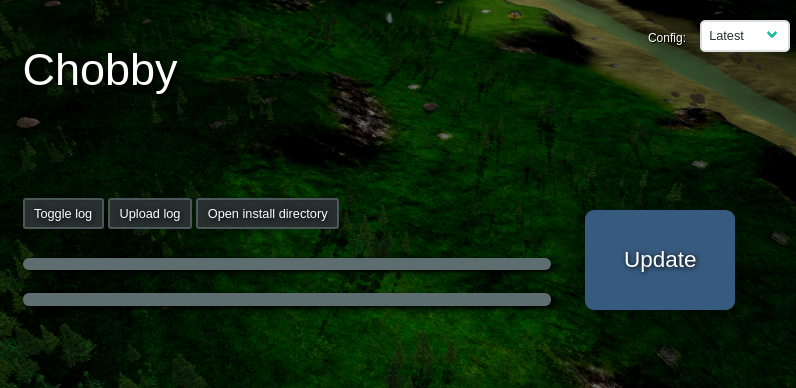 Config:
Latest
Chobby
Toggle log
Upload log
Open install directory
Update